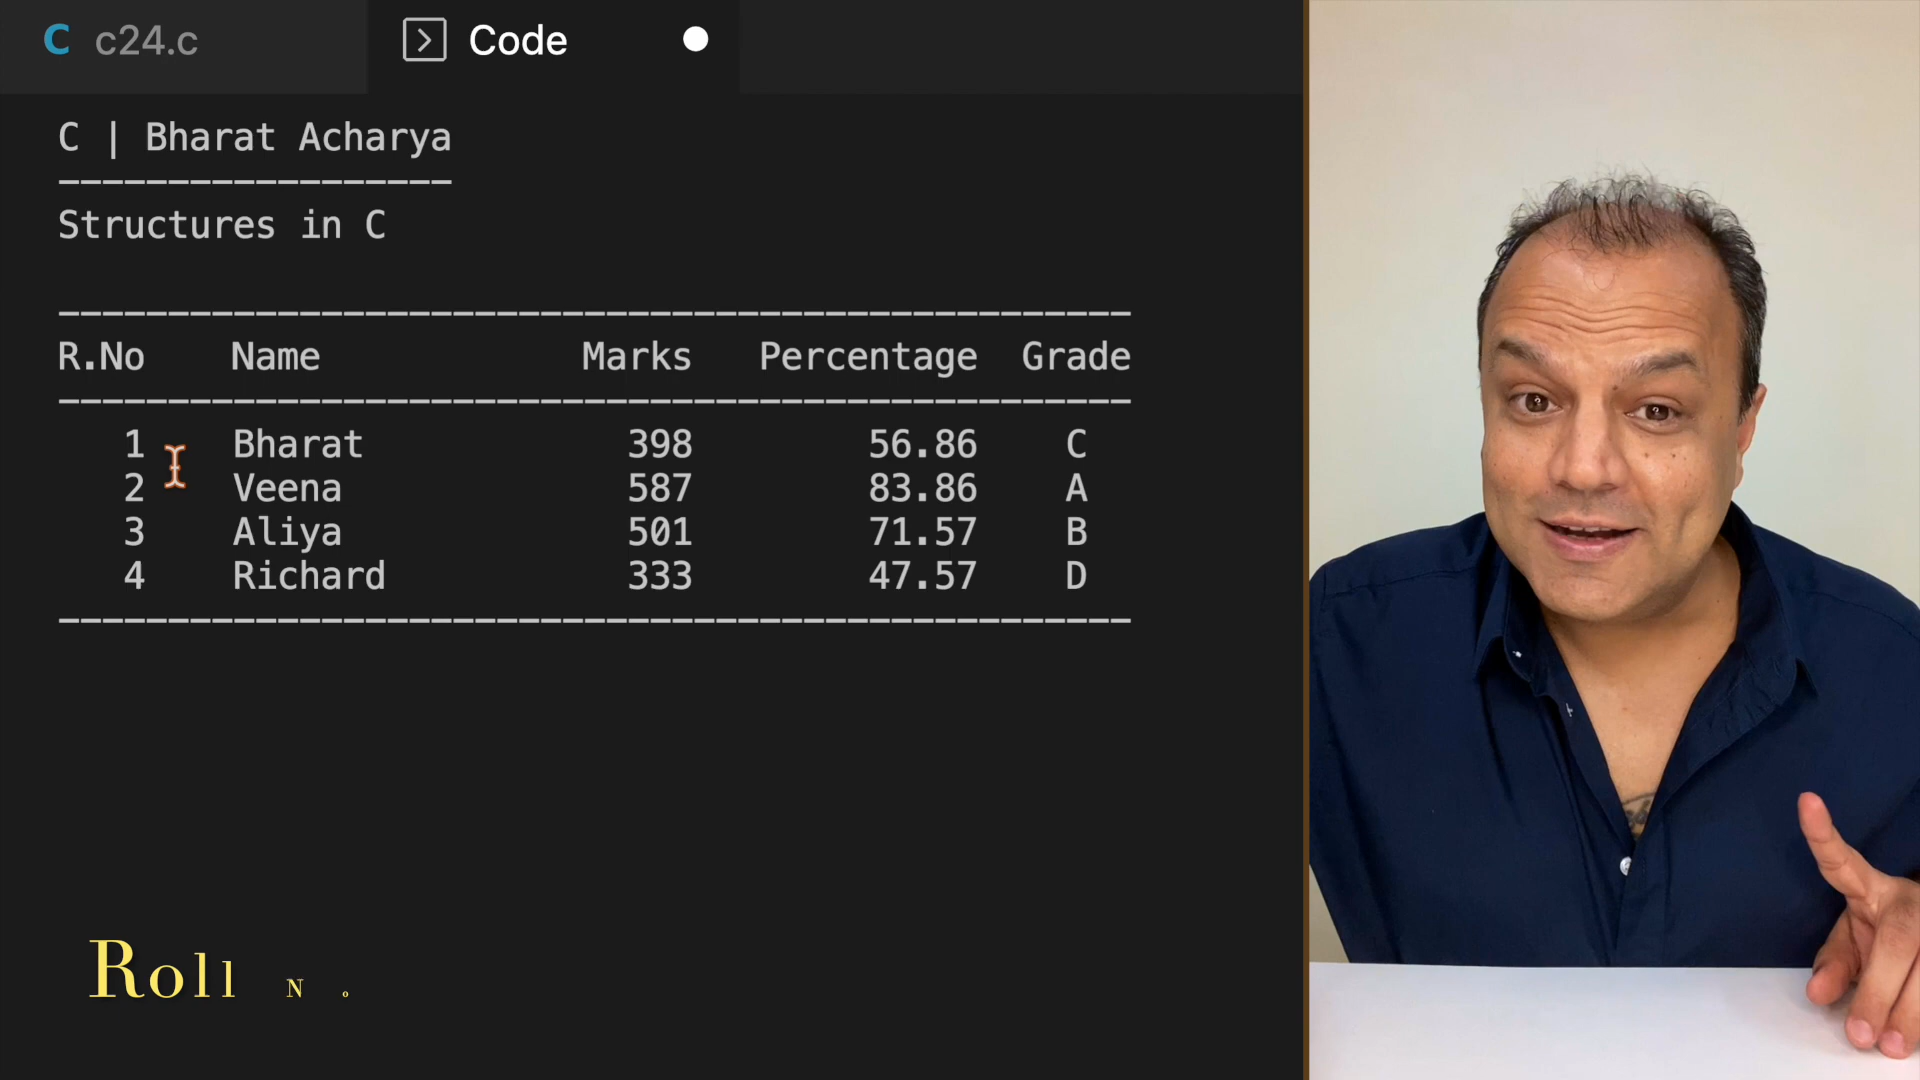 C c24.c Code
C | Bharat Acharya
------------------
Structures in C
-------------------------------------------------
R.No Name Marks Percentage Grade
-------------------------------------------------
1 Bharat 398 56.86 C
2 Veena 587 83.86 A
3 Aliya 501 71.57 B
4 Richard 333 47.57 D
-------------------------------------------------
Roll No